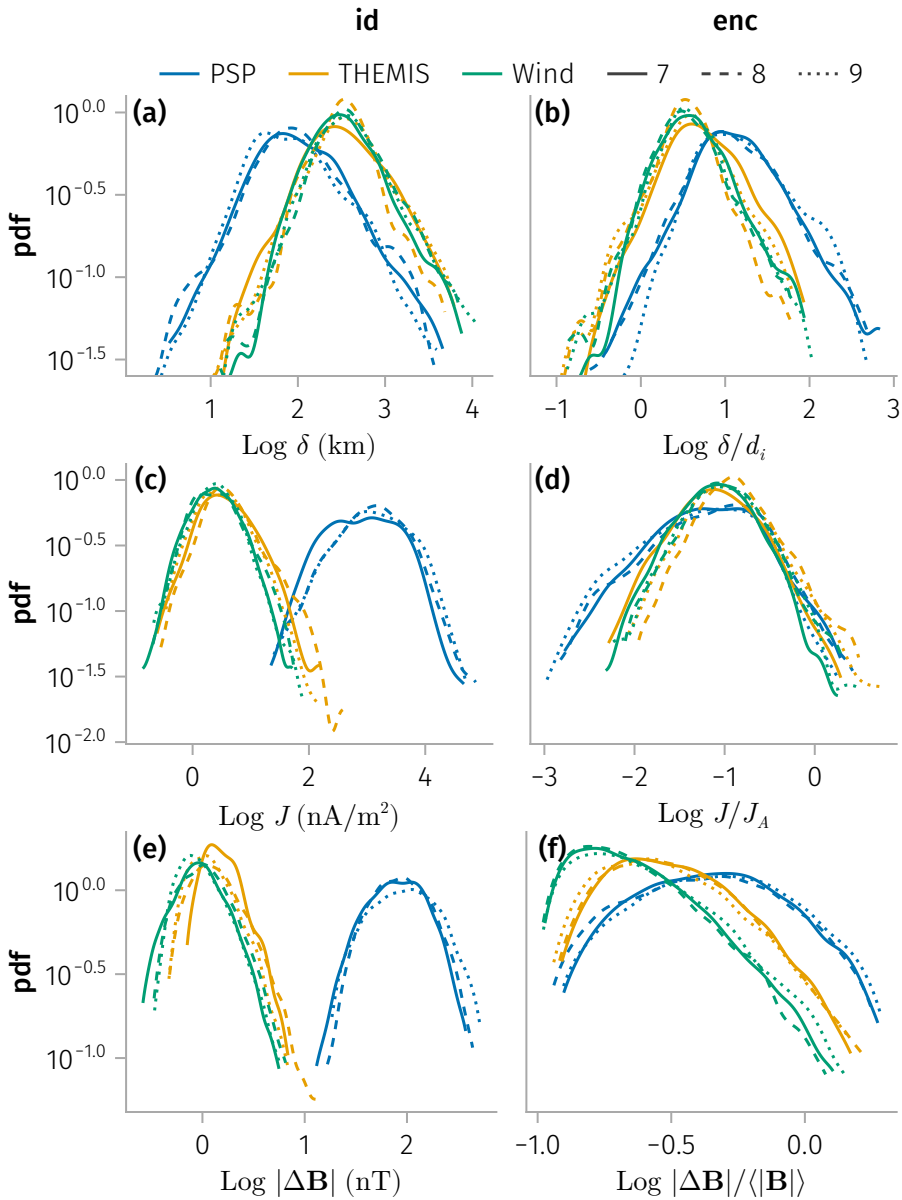 id enc
PSP THEMIS Wind 7 8 9
(a) (b)
10^0.0
10^−0.5
10^−1.0
10^−1.5
pdf
1 2 3 4
−1 0 1 2 3
Log δ (km) Log δ/d_i
(c) (d)
10^0.0
10^−0.5
10^−1.0
10^−1.5
10^−2.0
pdf
0 2 4
−3 −2 −1 0
Log J (nA/m²) Log J/J_A
(e) (f)
10^0.0
10^−0.5
10^−1.0
pdf
0 1 2
−1.0 −0.5 0.0
Log |ΔB| (nT) Log |ΔB|/⟨|B|⟩